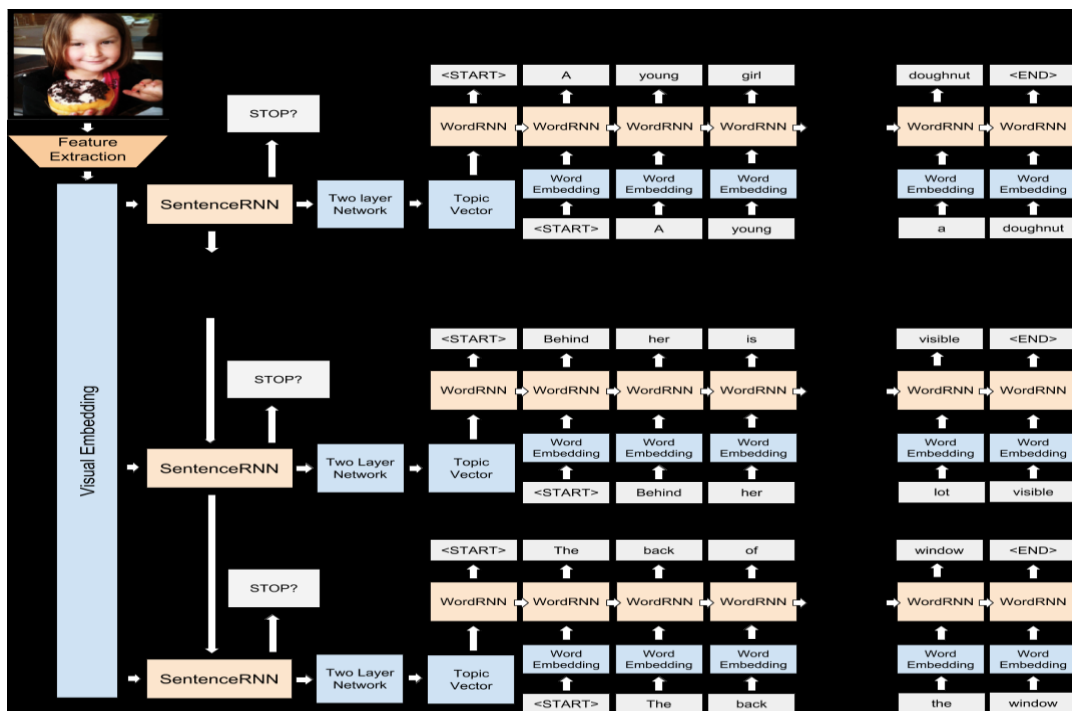 <START> A young girl doughnut <END>
STOP?
WordRNN WordRNN WordRNN WordRNN WordRNN WordRNN
Feature
Extraction
Word Embedding Word Embedding Word Embedding Word Embedding Word Embedding
SentenceRNN
Two layer
Network
Topic
Vector
<START> A young a doughnut
Visual Embedding
<START> Behind her is visible <END>
STOP?
WordRNN WordRNN WordRNN WordRNN WordRNN WordRNN
Word Embedding Word Embedding Word Embedding Word Embedding Word Embedding
SentenceRNN
Two Layer
Network
Topic
Vector
<START> Behind her lot visible
<START> The back of window <END>
STOP?
WordRNN WordRNN WordRNN WordRNN WordRNN WordRNN
Word Embedding Word Embedding Word Embedding Word Embedding Word Embedding
SentenceRNN
Two Layer
Network
Topic
Vector
<START> The back the window